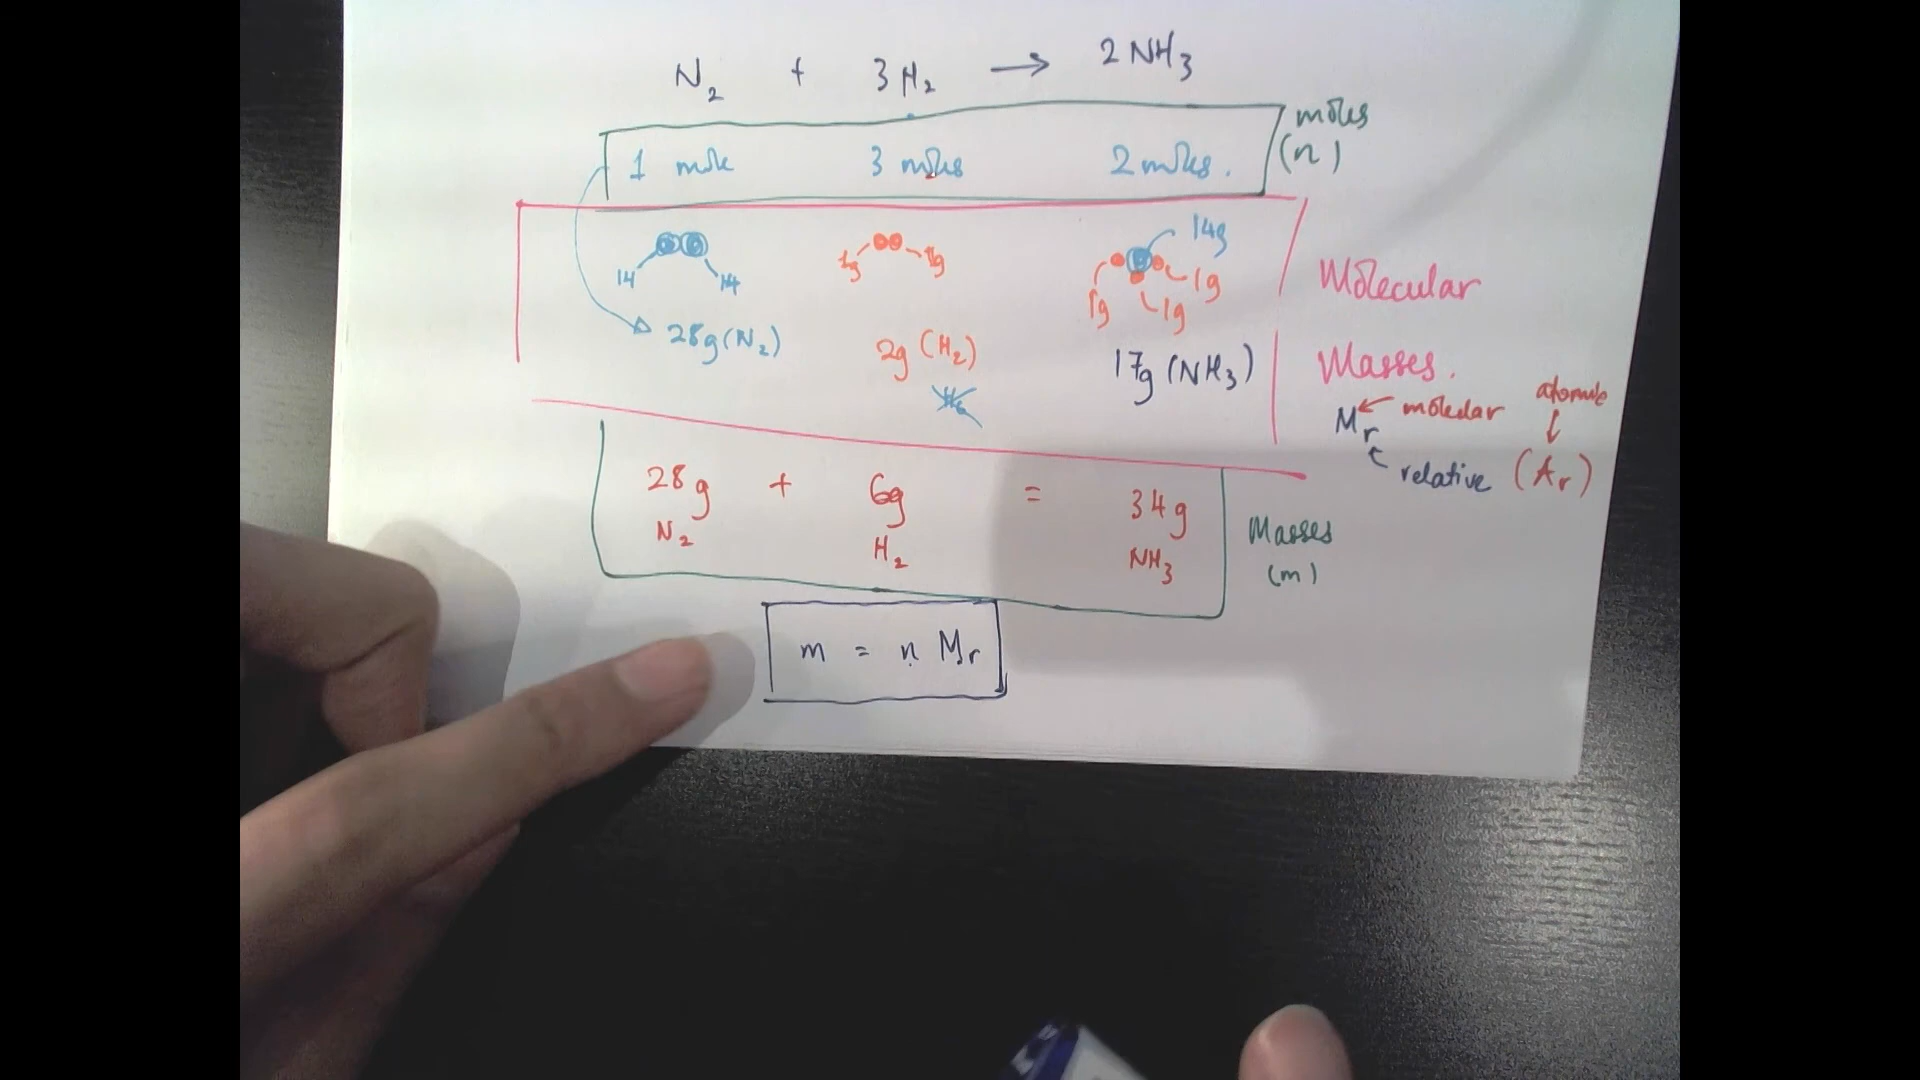 N₂ + 3H₂ → 2NH₃
moles
(n)
1 mole 3 moles 2 moles.
14g
1g 1g
14 14
1g 1g 1g
Molecular
28g(N₂) 2g (H₂) 17g (NH₃)
Masses.
atomic
Mr molecular
relative (Ar)
28g + 6g = 34g
N₂ H₂ NH₃
Masses
(m)
m = n Mr